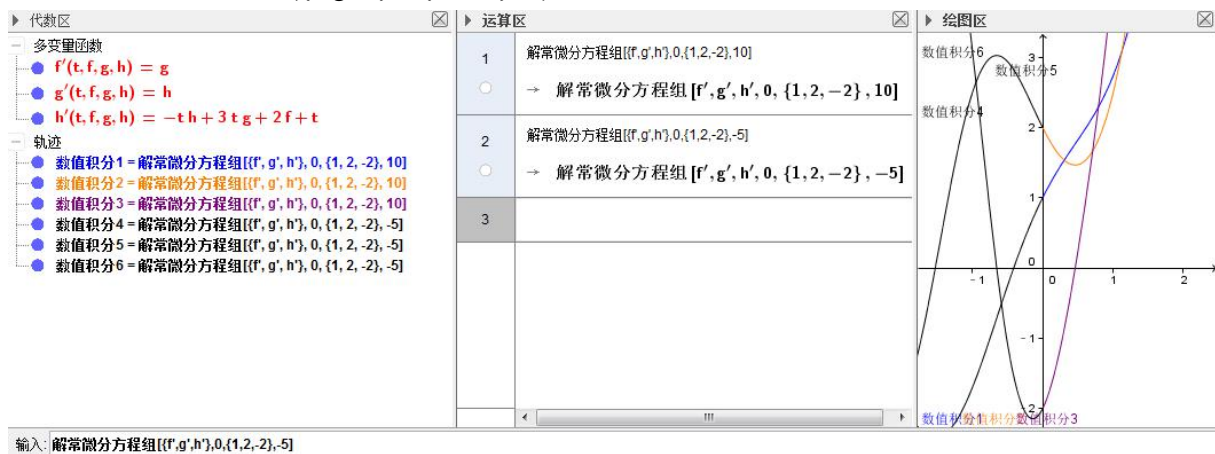 代数区
多变量函数
f′(t, f, g, h) = g
g′(t, f, g, h) = h
h′(t, f, g, h) = −t h + 3 t g + 2 f + t
轨迹
数值积分1 = 解常微分方程组[{f', g', h'}, 0, {1, 2, -2}, 10]
数值积分2 = 解常微分方程组[{f', g', h'}, 0, {1, 2, -2}, 10]
数值积分3 = 解常微分方程组[{f', g', h'}, 0, {1, 2, -2}, 10]
数值积分4 = 解常微分方程组[{f', g', h'}, 0, {1, 2, -2}, -5]
数值积分5 = 解常微分方程组[{f', g', h'}, 0, {1, 2, -2}, -5]
数值积分6 = 解常微分方程组[{f', g', h'}, 0, {1, 2, -2}, -5]
运算区
1
解常微分方程组[{f',g',h'},0,{1,2,-2},10]
→ 解常微分方程组[f′, g′, h′, 0, {1, 2, −2}, 10]
2
解常微分方程组[{f',g',h'},0,{1,2,-2},-5]
→ 解常微分方程组[f′, g′, h′, 0, {1, 2, −2}, −5]
3
绘图区
数值积分6
3
数值积分5
数值积分4
2
1
0
-1 0 1 2
-1
-2
数值积分1 数值积分2 数值积分3
输入: 解常微分方程组[{f',g',h'},0,{1,2,-2},-5]